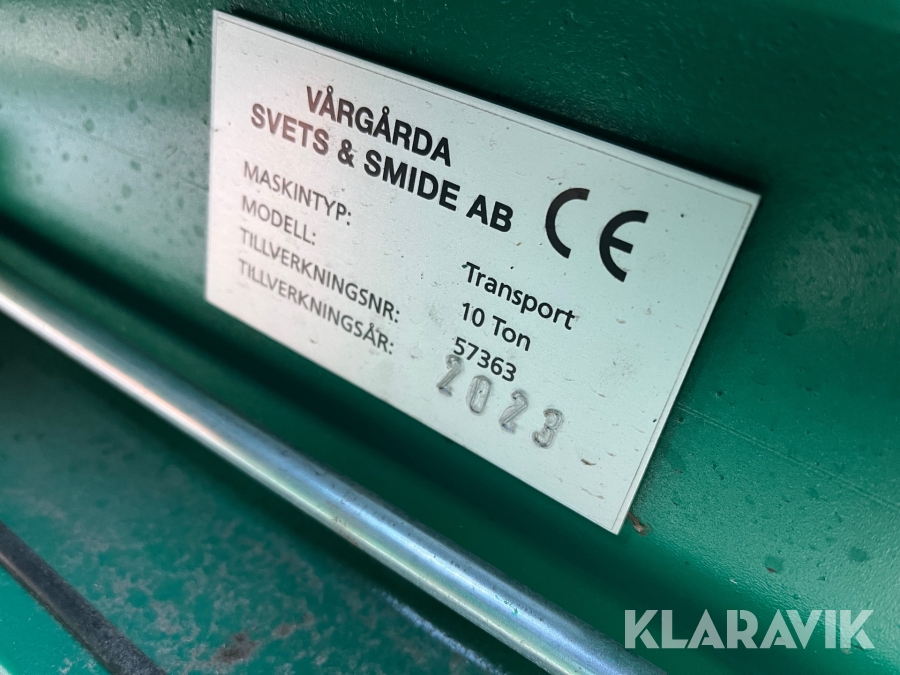 VÅRGÅRDA
SVETS & SMIDE AB CE
MASKINTYP: Transport
MODELL: 10 Ton
TILLVERKNINGSNR: 57363
TILLVERKNINGSÅR: 2023
KLARAVIK